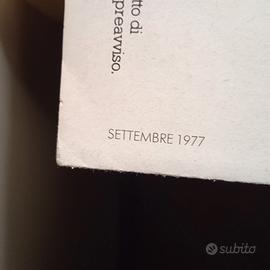 tto di
preavviso.
SETTEMBRE 1977
subito